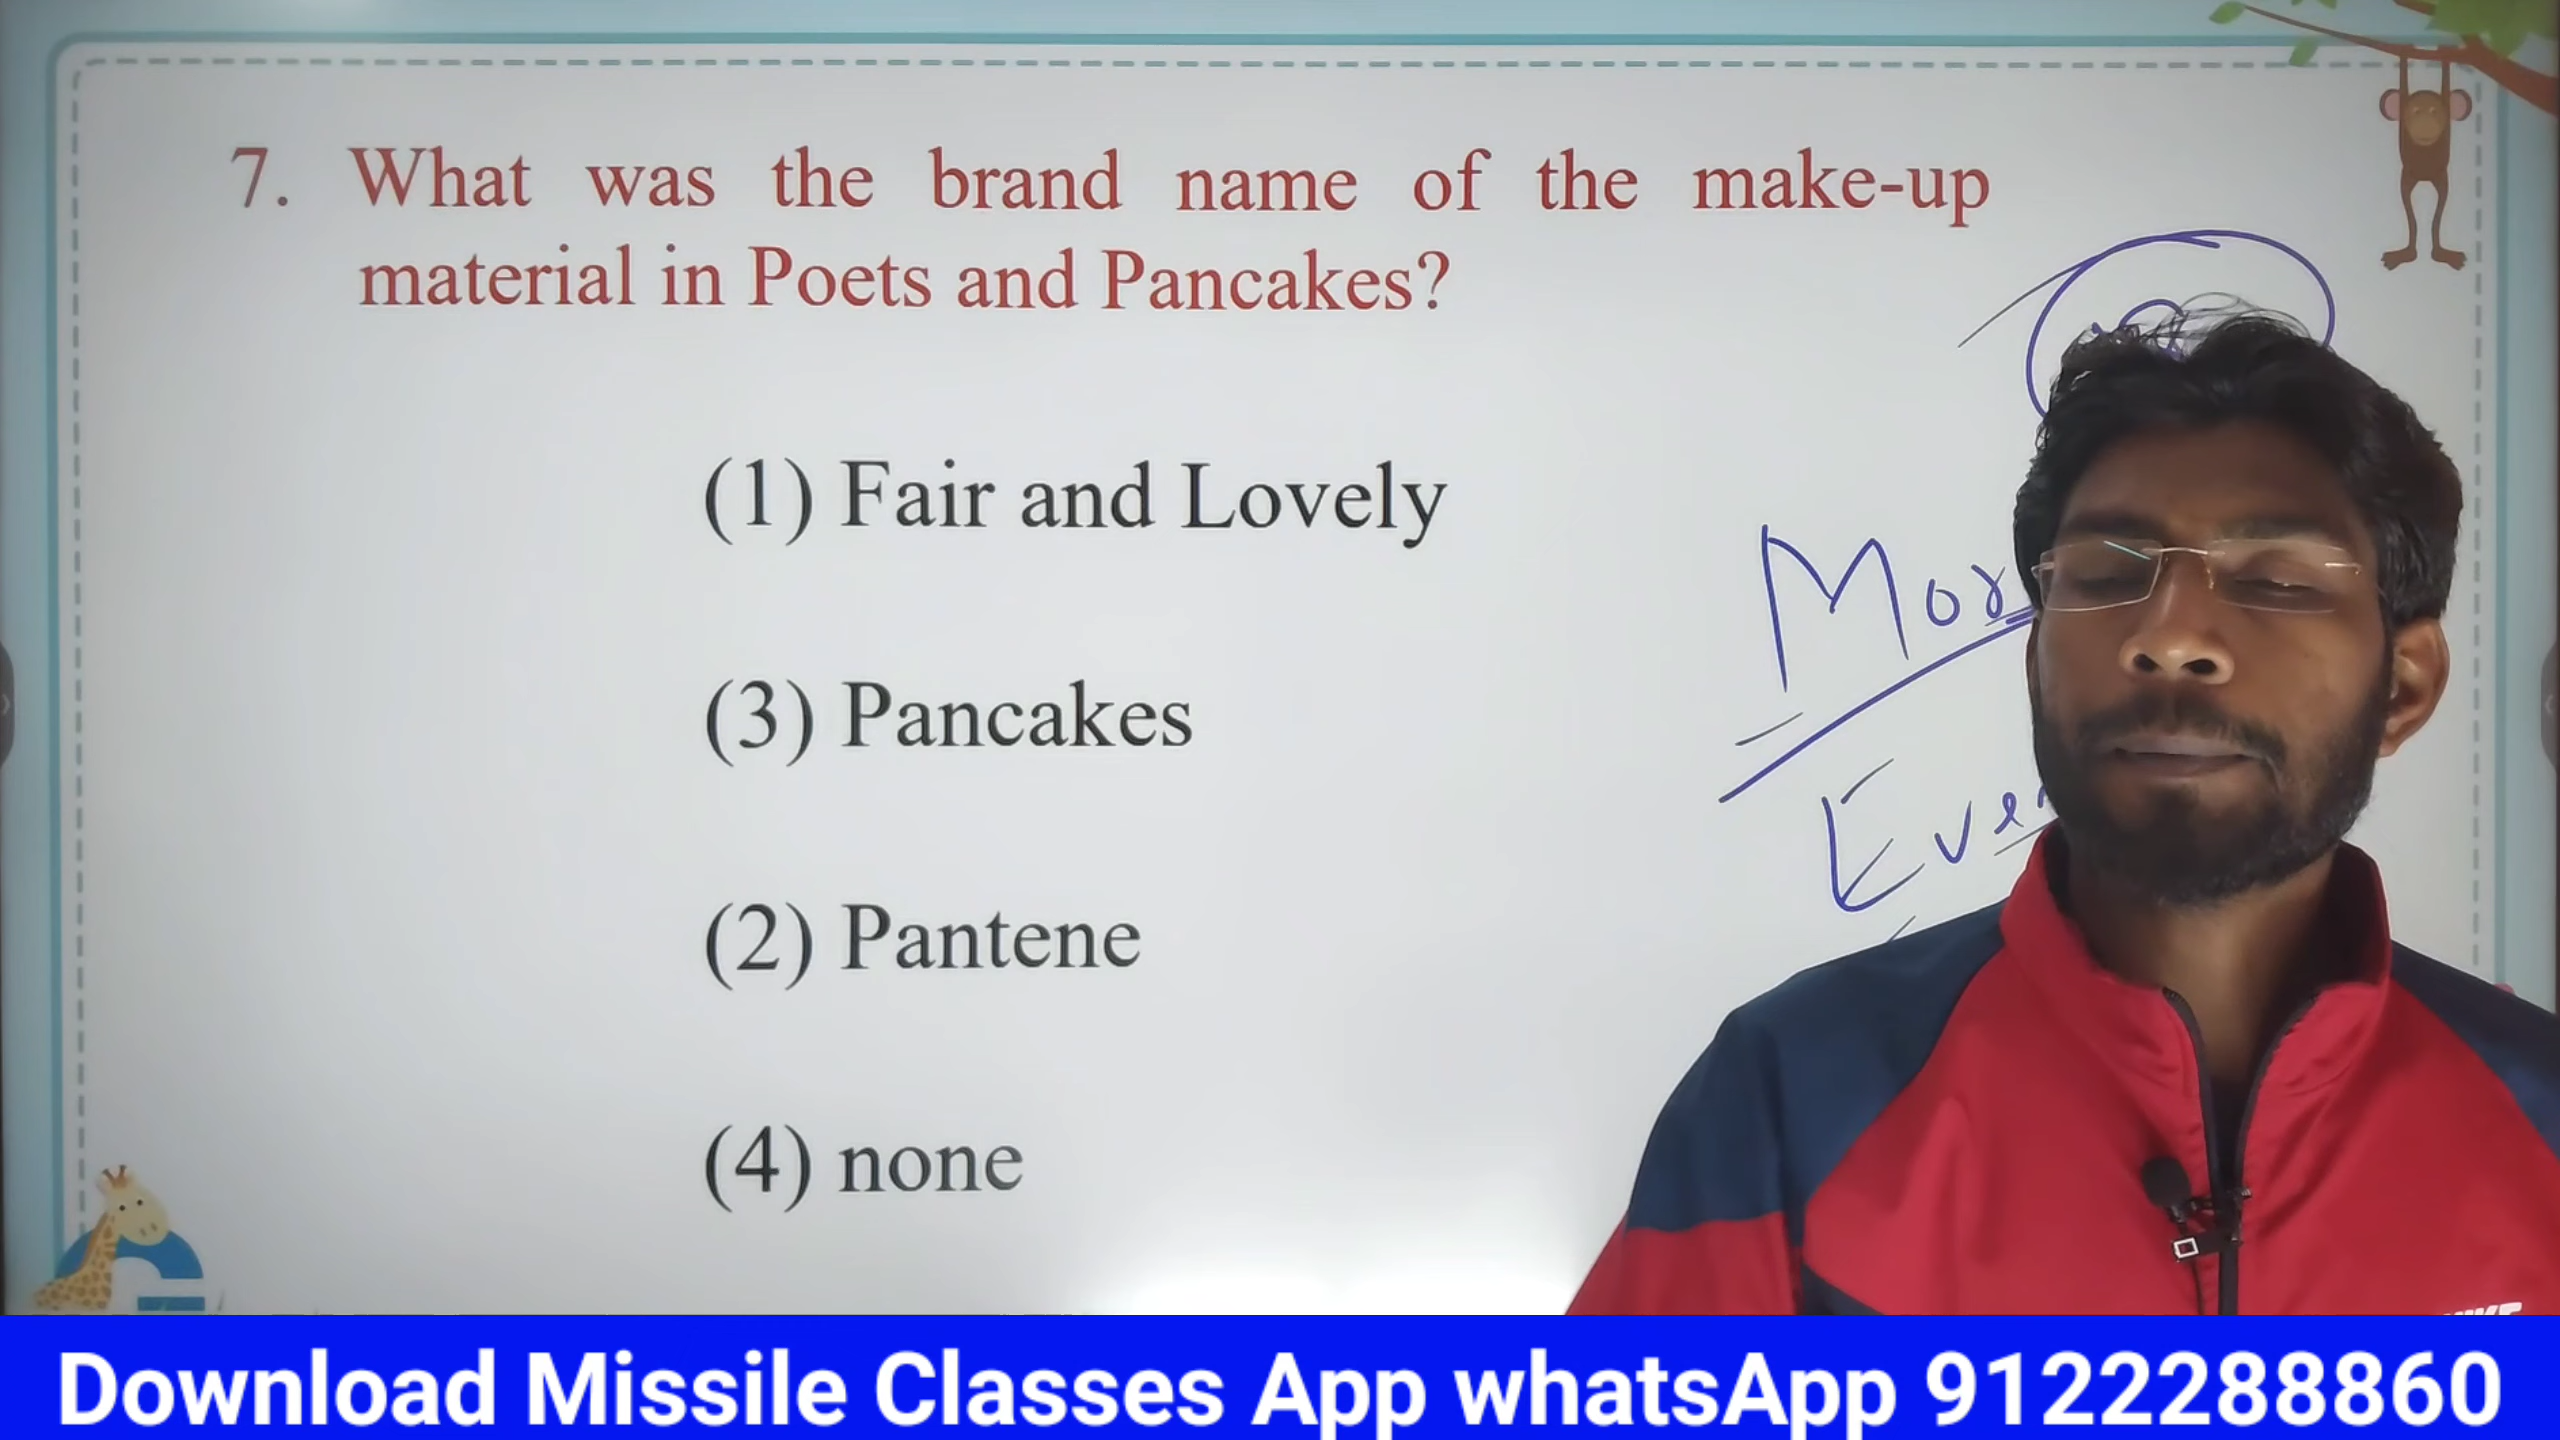 7. What was the brand name of the make-up
material in Poets and Pancakes?
(1) Fair and Lovely
(3) Pancakes
(2) Pantene
(4) none
Download Missile Classes App whatsApp 9122288860